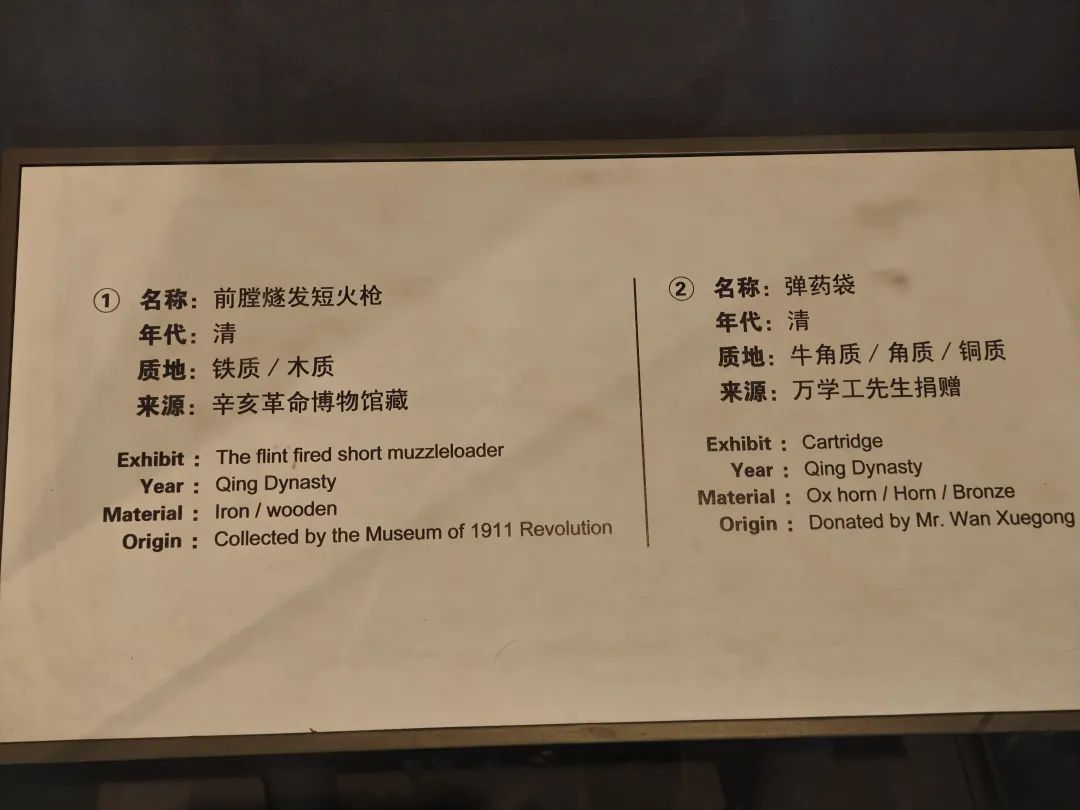 ① 名称：前膛燧发短火枪
年代：清
质地：铁质 / 木质
来源：辛亥革命博物馆藏
Exhibit : The flint fired short muzzleloader
Year : Qing Dynasty
Material : Iron / wooden
Origin : Collected by the Museum of 1911 Revolution
② 名称：弹药袋
年代：清
质地：牛角质 / 角质 / 铜质
来源：万学工先生捐赠
Exhibit : Cartridge
Year : Qing Dynasty
Material : Ox horn / Horn / Bronze
Origin : Donated by Mr. Wan Xuegong